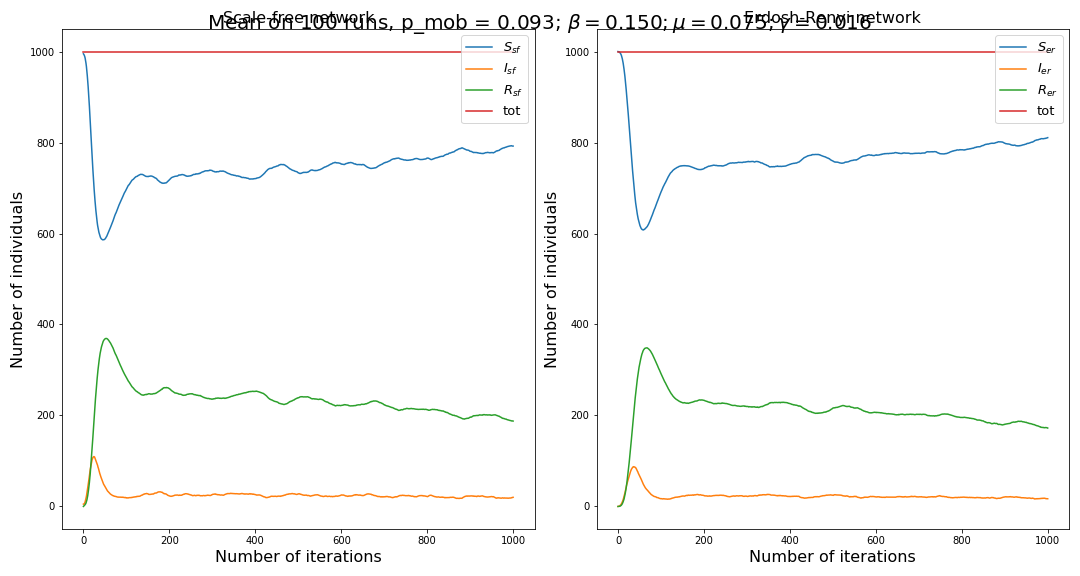 Mean on 100 runs, p_mob = 0.093; β = 0.150; μ = 0.075; γ = 0.016
Scale-free network
Number of individuals
1000
800
600
400
200
0
S_sf
I_sf
R_sf
tot
0 200 400 600 800 1000
Number of iterations
Erdosh-Renyi network
Number of individuals
1000
800
600
400
200
0
S_er
I_er
R_er
tot
0 200 400 600 800 1000
Number of iterations